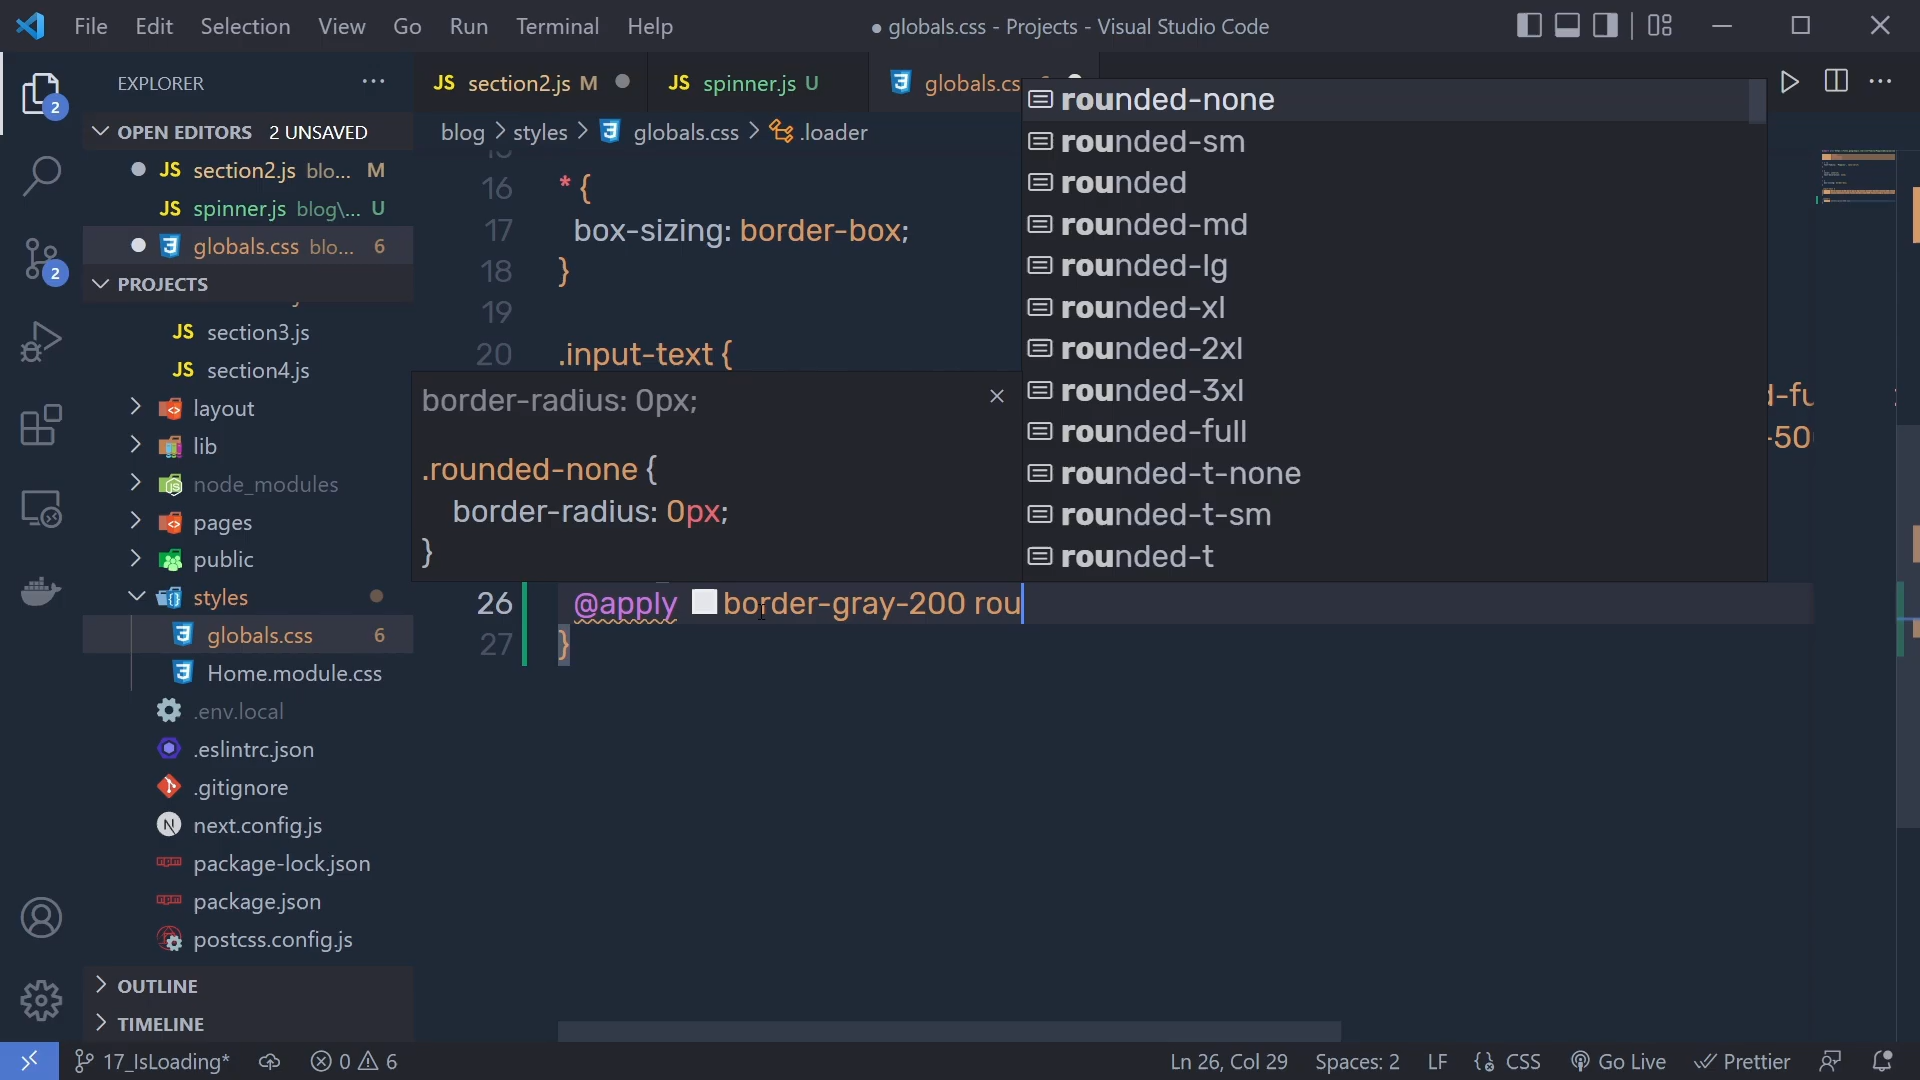 File Edit Selection View Go Run Terminal Help
● globals.css - Projects - Visual Studio Code
EXPLORER
OPEN EDITORS 2 UNSAVED
JS section2.js blo... M
JS spinner.js blog\... U
globals.css blo... 6
PROJECTS
JS section3.js
JS section4.js
layout
lib
node_modules
pages
public
styles
globals.css 6
Home.module.css
.env.local
.eslintrc.json
.gitignore
next.config.js
package-lock.json
package.json
postcss.config.js
OUTLINE
TIMELINE
2
2
JS section2.js M
JS spinner.js U
globals.cs
blog > styles > globals.css > .loader
16 * {
17 box-sizing: border-box;
18 }
19
20 .input-text {
border-radius: 0px;
.rounded-none {
border-radius: 0px;
}
rounded-none
rounded-sm
rounded
rounded-md
rounded-lg
rounded-xl
rounded-2xl
rounded-3xl
rounded-full
rounded-t-none
rounded-t-sm
rounded-t
26 @apply border-gray-200 rou
27 }
17_IsLoading* 0 6
Ln 26, Col 29 Spaces: 2 LF CSS Go Live Prettier